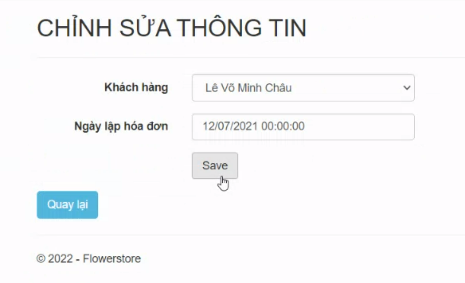 CHỈNH SỬA THÔNG TIN
Khách hàng Lê Võ Minh Châu
Ngày lập hóa đơn 12/07/2021 00:00:00
Save
Quay lại
© 2022 - Flowerstore